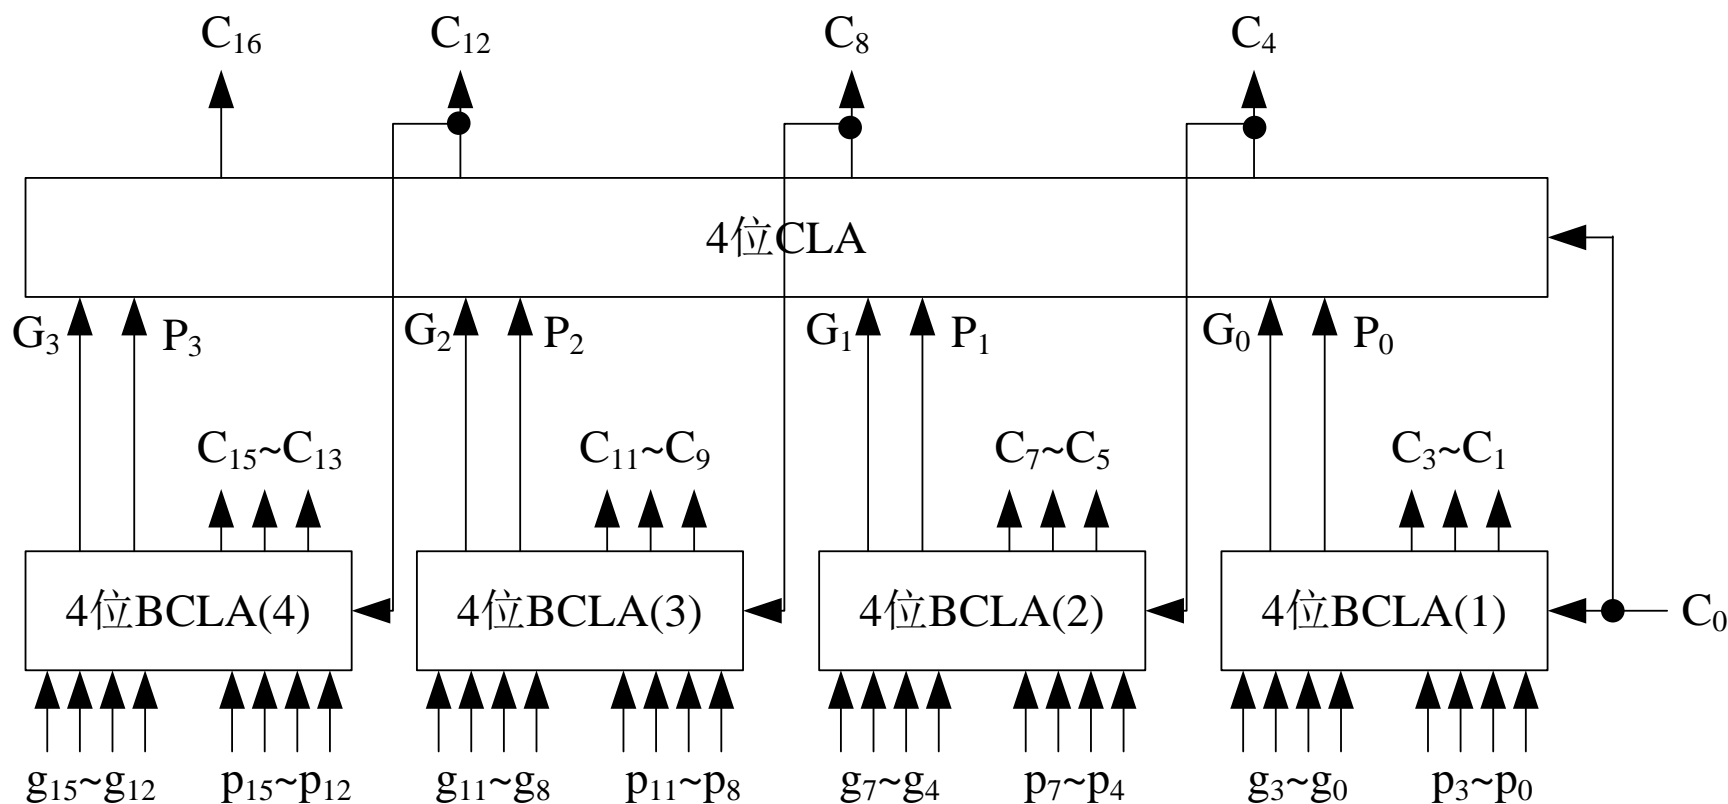 C₁₆ C₁₂ C₈ C₄
4位CLA
G₃ P₃ G₂ P₂ G₁ P₁ G₀ P₀
C₁₅~C₁₃ C₁₁~C₉ C₇~C₅ C₃~C₁
4位BCLA(4) 4位BCLA(3) 4位BCLA(2) 4位BCLA(1) C₀
g₁₅~g₁₂ p₁₅~p₁₂ g₁₁~g₈ p₁₁~p₈ g₇~g₄ p₇~p₄ g₃~g₀ p₃~p₀